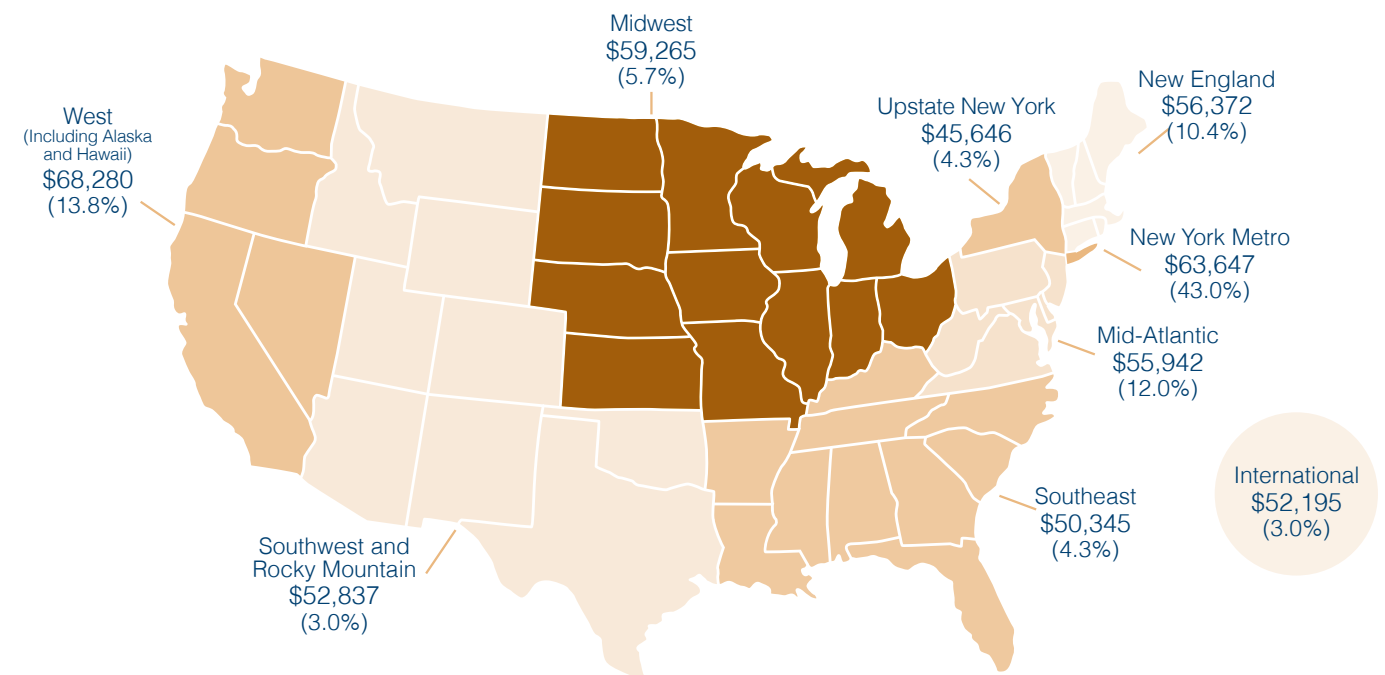 Midwest
$59,265
(5.7%)
West
(Including Alaska
and Hawaii)
$68,280
(13.8%)
Upstate New York
$45,646
(4.3%)
New England
$56,372
(10.4%)
New York Metro
$63,647
(43.0%)
Mid-Atlantic
$55,942
(12.0%)
International
$52,195
(3.0%)
Southeast
$50,345
(4.3%)
Southwest and
Rocky Mountain
$52,837
(3.0%)